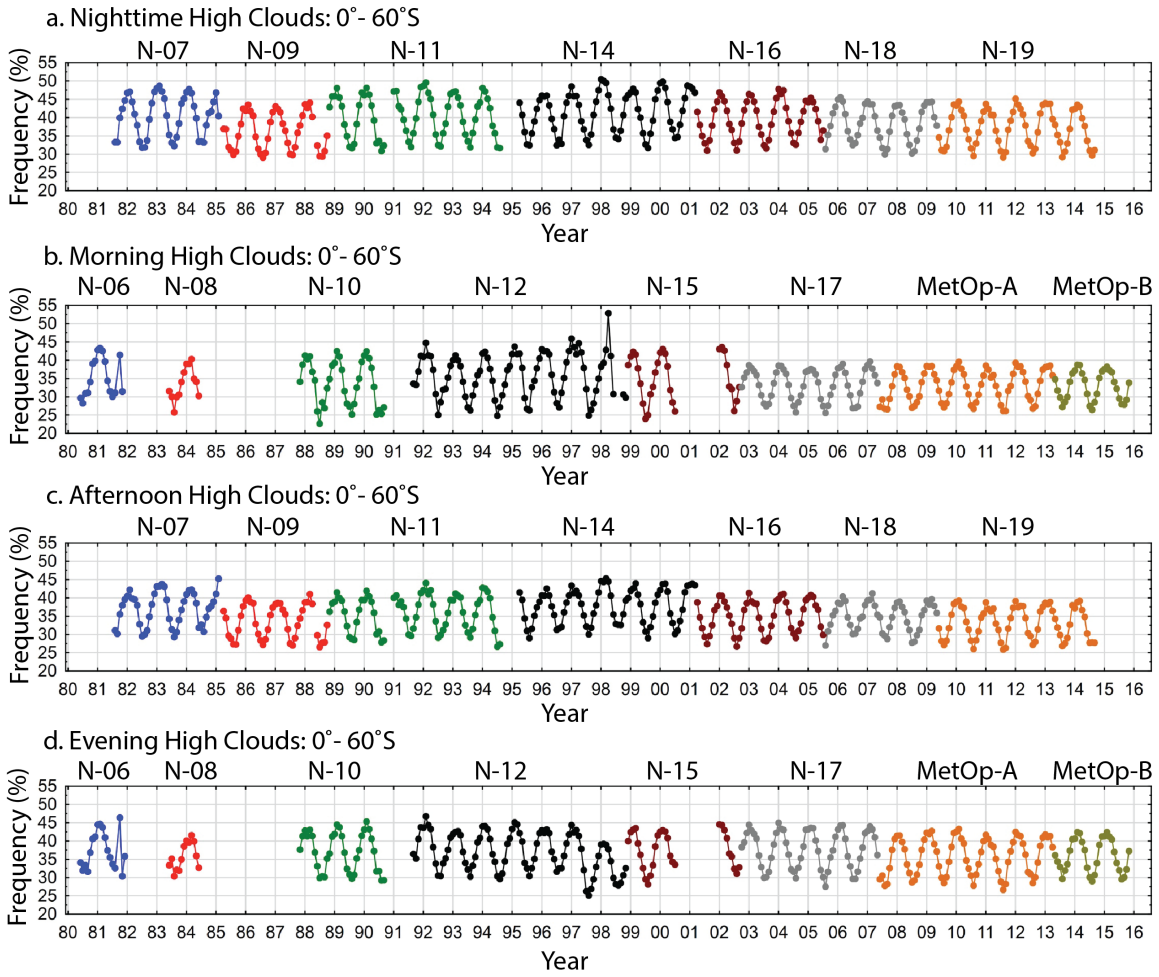 a. Nighttime High Clouds: 0˚- 60˚S
N-07 N-09 N-11 N-14 N-16 N-18 N-19
Frequency (%)
55
50
45
40
35
30
25
20
80 81 82 83 84 85 86 87 88 89 90 91 92 93 94 95 96 97 98 99 00 01 02 03 04 05 06 07 08 09 10 11 12 13 14 15 16
Year
b. Morning High Clouds: 0˚- 60˚S
N-06 N-08 N-10 N-12 N-15 N-17 MetOp-A MetOp-B
Frequency (%)
55
50
45
40
35
30
25
20
80 81 82 83 84 85 86 87 88 89 90 91 92 93 94 95 96 97 98 99 00 01 02 03 04 05 06 07 08 09 10 11 12 13 14 15 16
Year
c. Afternoon High Clouds: 0˚- 60˚S
N-07 N-09 N-11 N-14 N-16 N-18 N-19
Frequency (%)
55
50
45
40
35
30
25
20
80 81 82 83 84 85 86 87 88 89 90 91 92 93 94 95 96 97 98 99 00 01 02 03 04 05 06 07 08 09 10 11 12 13 14 15 16
Year
d. Evening High Clouds: 0˚- 60˚S
N-06 N-08 N-10 N-12 N-15 N-17 MetOp-A MetOp-B
Frequency (%)
55
50
45
40
35
30
25
20
80 81 82 83 84 85 86 87 88 89 90 91 92 93 94 95 96 97 98 99 00 01 02 03 04 05 06 07 08 09 10 11 12 13 14 15 16
Year